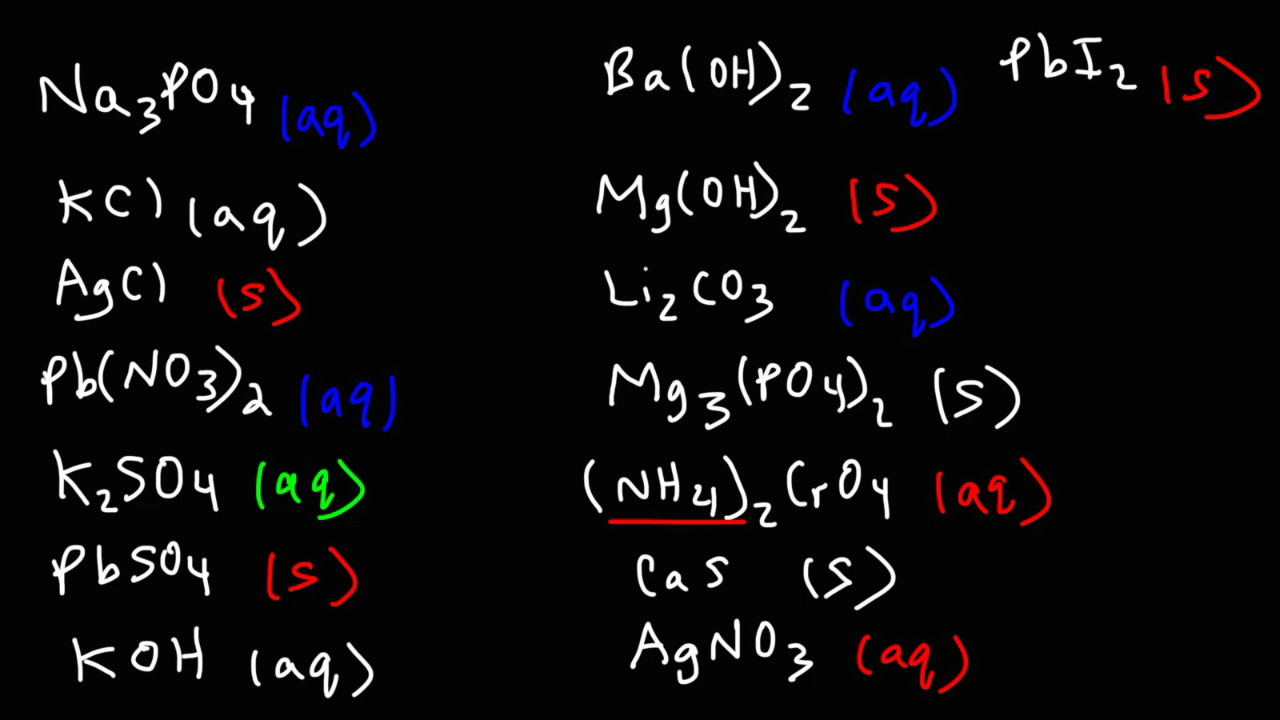 Na₃PO₄ (aq)
KCl (aq)
AgCl (s)
Pb(NO₃)₂ (aq)
K₂SO₄ (aq)
PbSO₄ (s)
KOH (aq)
Ba(OH)₂ (aq)
Mg(OH)₂ (s)
Li₂CO₃ (aq)
Mg₃(PO₄)₂ (s)
(NH₄)₂CrO₄ (aq)
CaS (s)
AgNO₃ (aq)
PbI₂ (s)